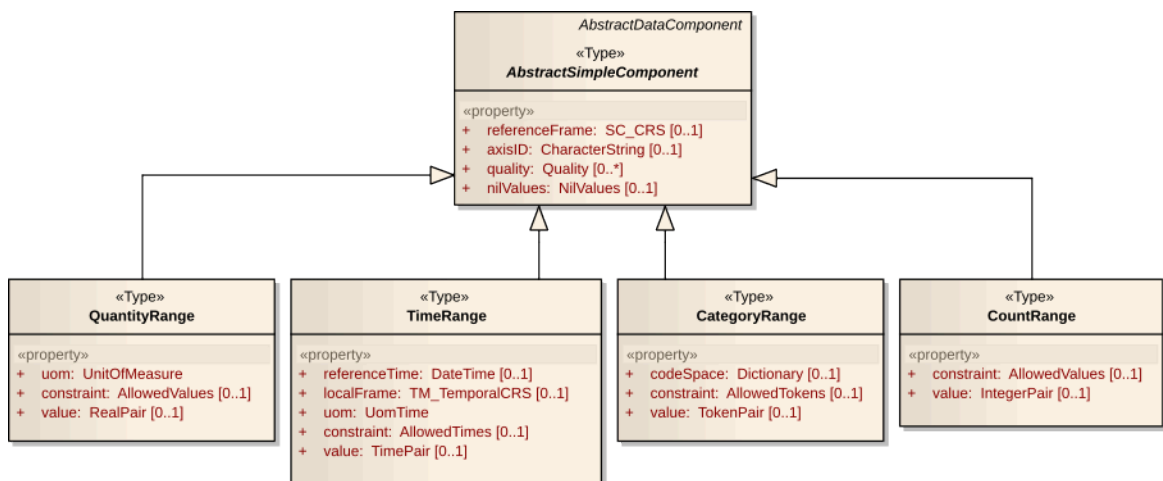 AbstractDataComponent
«Type»
AbstractSimpleComponent
«property»
+ referenceFrame: SC_CRS [0..1]
+ axisID: CharacterString [0..1]
+ quality: Quality [0..*]
+ nilValues: NilValues [0..1]
«Type»
QuantityRange
«property»
+ uom: UnitOfMeasure
+ constraint: AllowedValues [0..1]
+ value: RealPair [0..1]
«Type»
TimeRange
«property»
+ referenceTime: DateTime [0..1]
+ localFrame: TM_TemporalCRS [0..1]
+ uom: UomTime
+ constraint: AllowedTimes [0..1]
+ value: TimePair [0..1]
«Type»
CategoryRange
«property»
+ codeSpace: Dictionary [0..1]
+ constraint: AllowedTokens [0..1]
+ value: TokenPair [0..1]
«Type»
CountRange
«property»
+ constraint: AllowedValues [0..1]
+ value: IntegerPair [0..1]